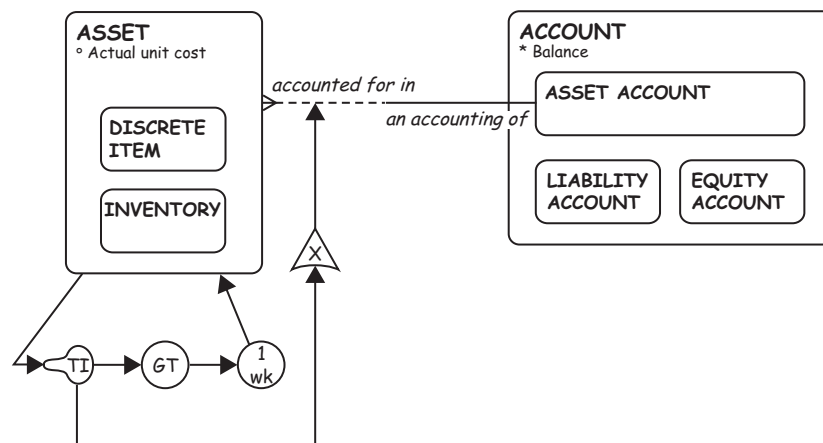 ASSET
° Actual unit cost
DISCRETE
ITEM
INVENTORY
accounted for in
an accounting of
ACCOUNT
* Balance
ASSET ACCOUNT
LIABILITY
ACCOUNT
EQUITY
ACCOUNT
X
TI
GT
1
wk